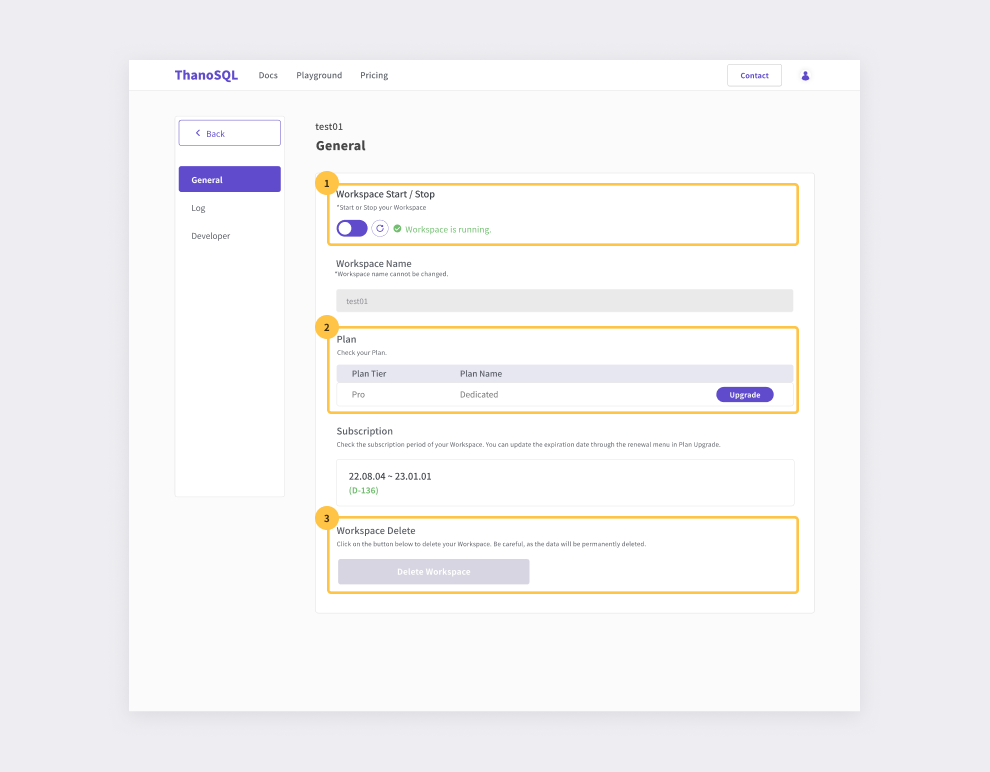 ThanoSQL Docs Playground Pricing Contact
Back
General
Log
Developer
test01
General
1
Workspace Start / Stop
*Start or Stop your Workspace
Workspace is running.
Workspace Name
*Workspace name cannot be changed.
test01
2
Plan
Check your Plan.
Plan Tier Plan Name
Pro Dedicated Upgrade
Subscription
Check the subscription period of your Workspace. You can update the expiration date through the renewal menu in Plan Upgrade.
22.08.04 ~ 23.01.01
(D-136)
3
Workspace Delete
Click on the button below to delete your Workspace. Be careful, as the data will be permanently deleted.
Delete Workspace